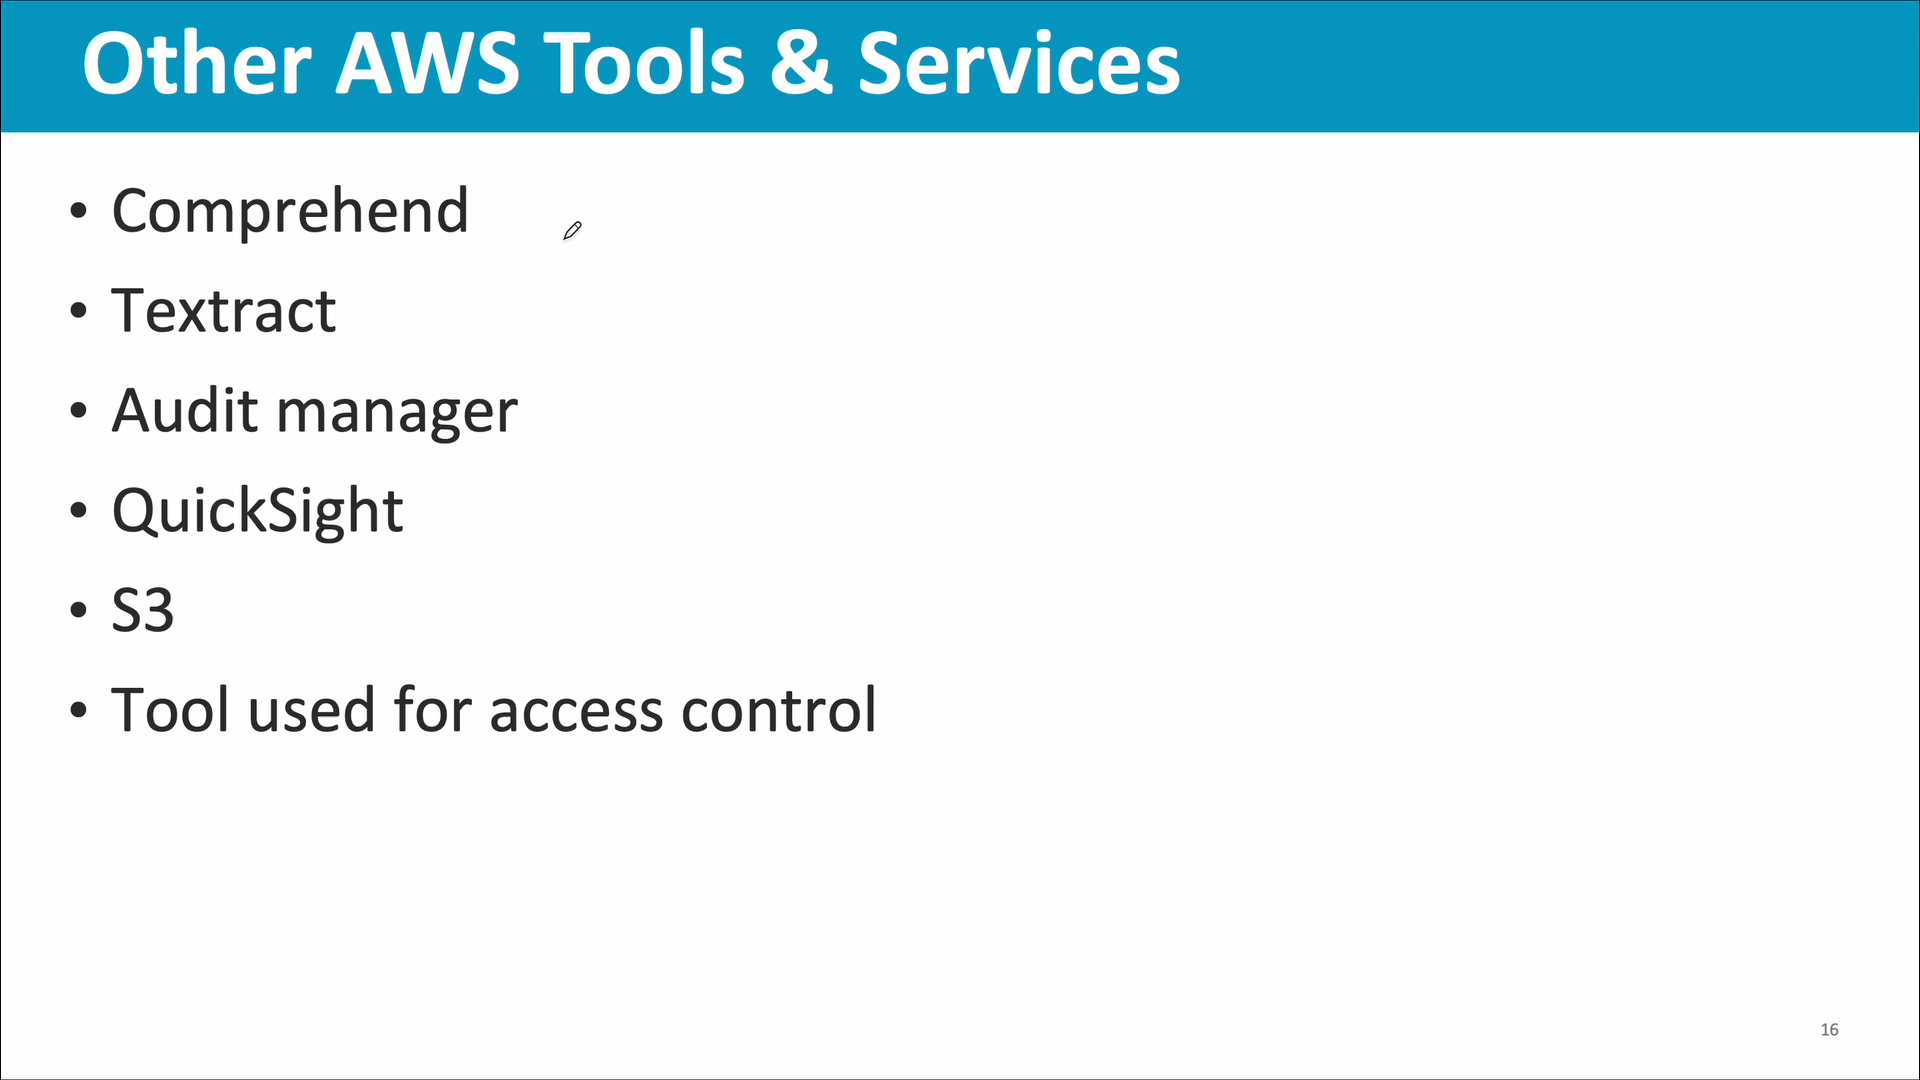 Other AWS Tools & Services
• Comprehend
• Textract
• Audit manager
• QuickSight
• S3
• Tool used for access control
16